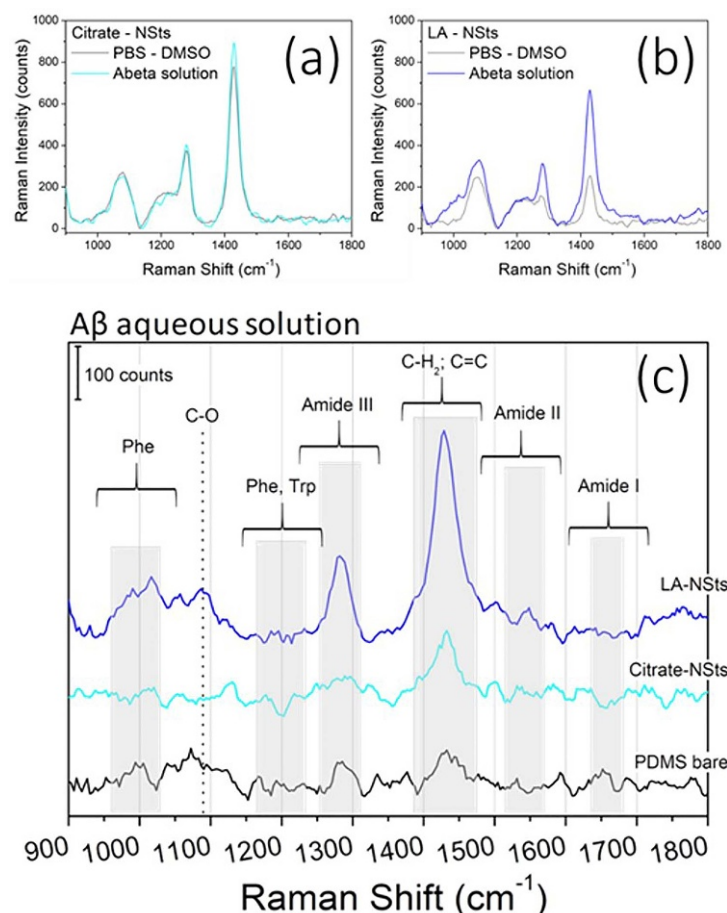 Citrate - NSts
PBS - DMSO
Abeta solution
(a)
Raman Intensity (counts)
1000
800
600
400
200
0
1000 1200 1400 1600 1800
Raman Shift (cm⁻¹)
LA - NSts
PBS - DMSO
Abeta solution
(b)
Raman Intensity (counts)
1000
800
600
400
200
0
1000 1200 1400 1600 1800
Raman Shift (cm⁻¹)
Aβ aqueous solution
100 counts
(c)
C-H₂; C=C
C-O
Amide III
Amide II
Phe
Phe, Trp
Amide I
LA-NSts
Citrate-NSts
PDMS bare
900 1000 1100 1200 1300 1400 1500 1600 1700 1800
Raman Shift (cm⁻¹)